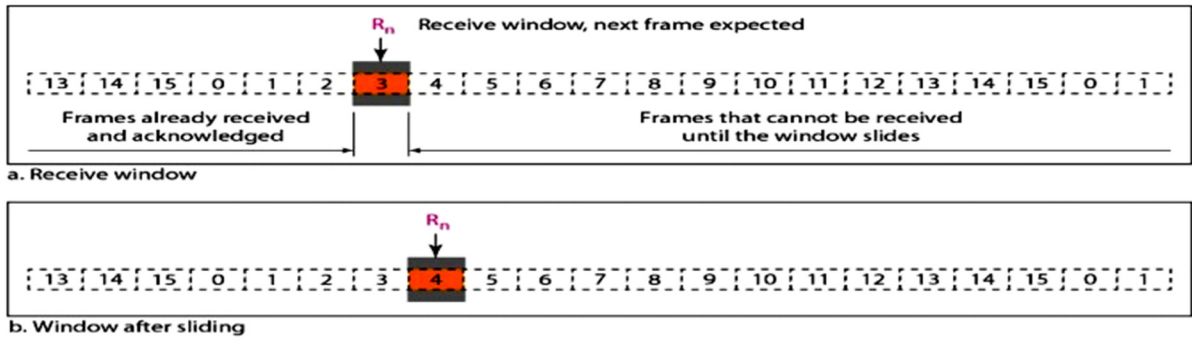 Rn Receive window, next frame expected
13 14 15 0 1 2 3 4 5 6 7 8 9 10 11 12 13 14 15 0 1
Frames already received
and acknowledged
Frames that cannot be received
until the window slides
a. Receive window
Rn
13 14 15 0 1 2 3 4 5 6 7 8 9 10 11 12 13 14 15 0 1
b. Window after sliding